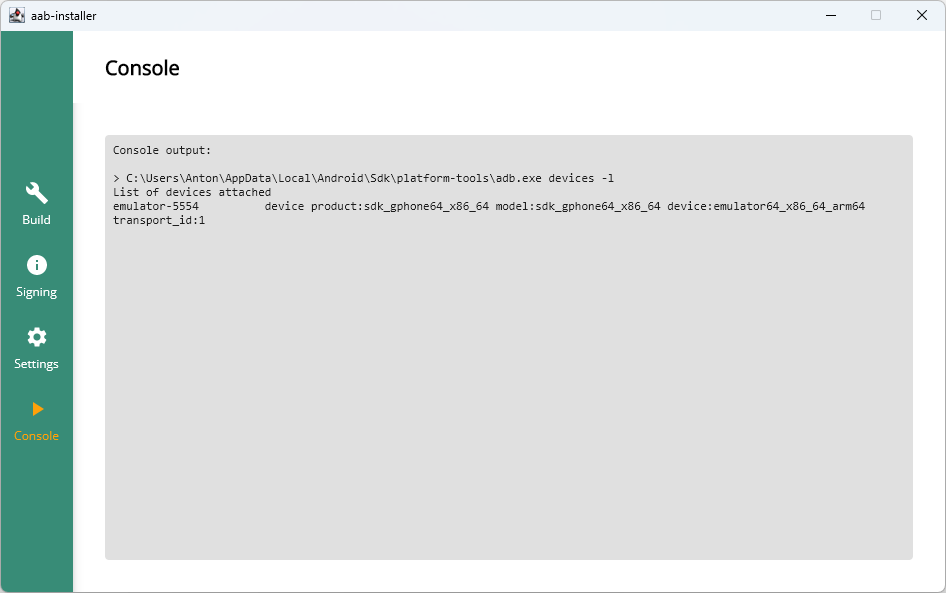 aab-installer
Console
Build
Signing
Settings
Console
Console output:
> C:\Users\Anton\AppData\Local\Android\Sdk\platform-tools\adb.exe devices -l
List of devices attached
emulator-5554          device product:sdk_gphone64_x86_64 model:sdk_gphone64_x86_64 device:emulator64_x86_64_arm64
transport_id:1